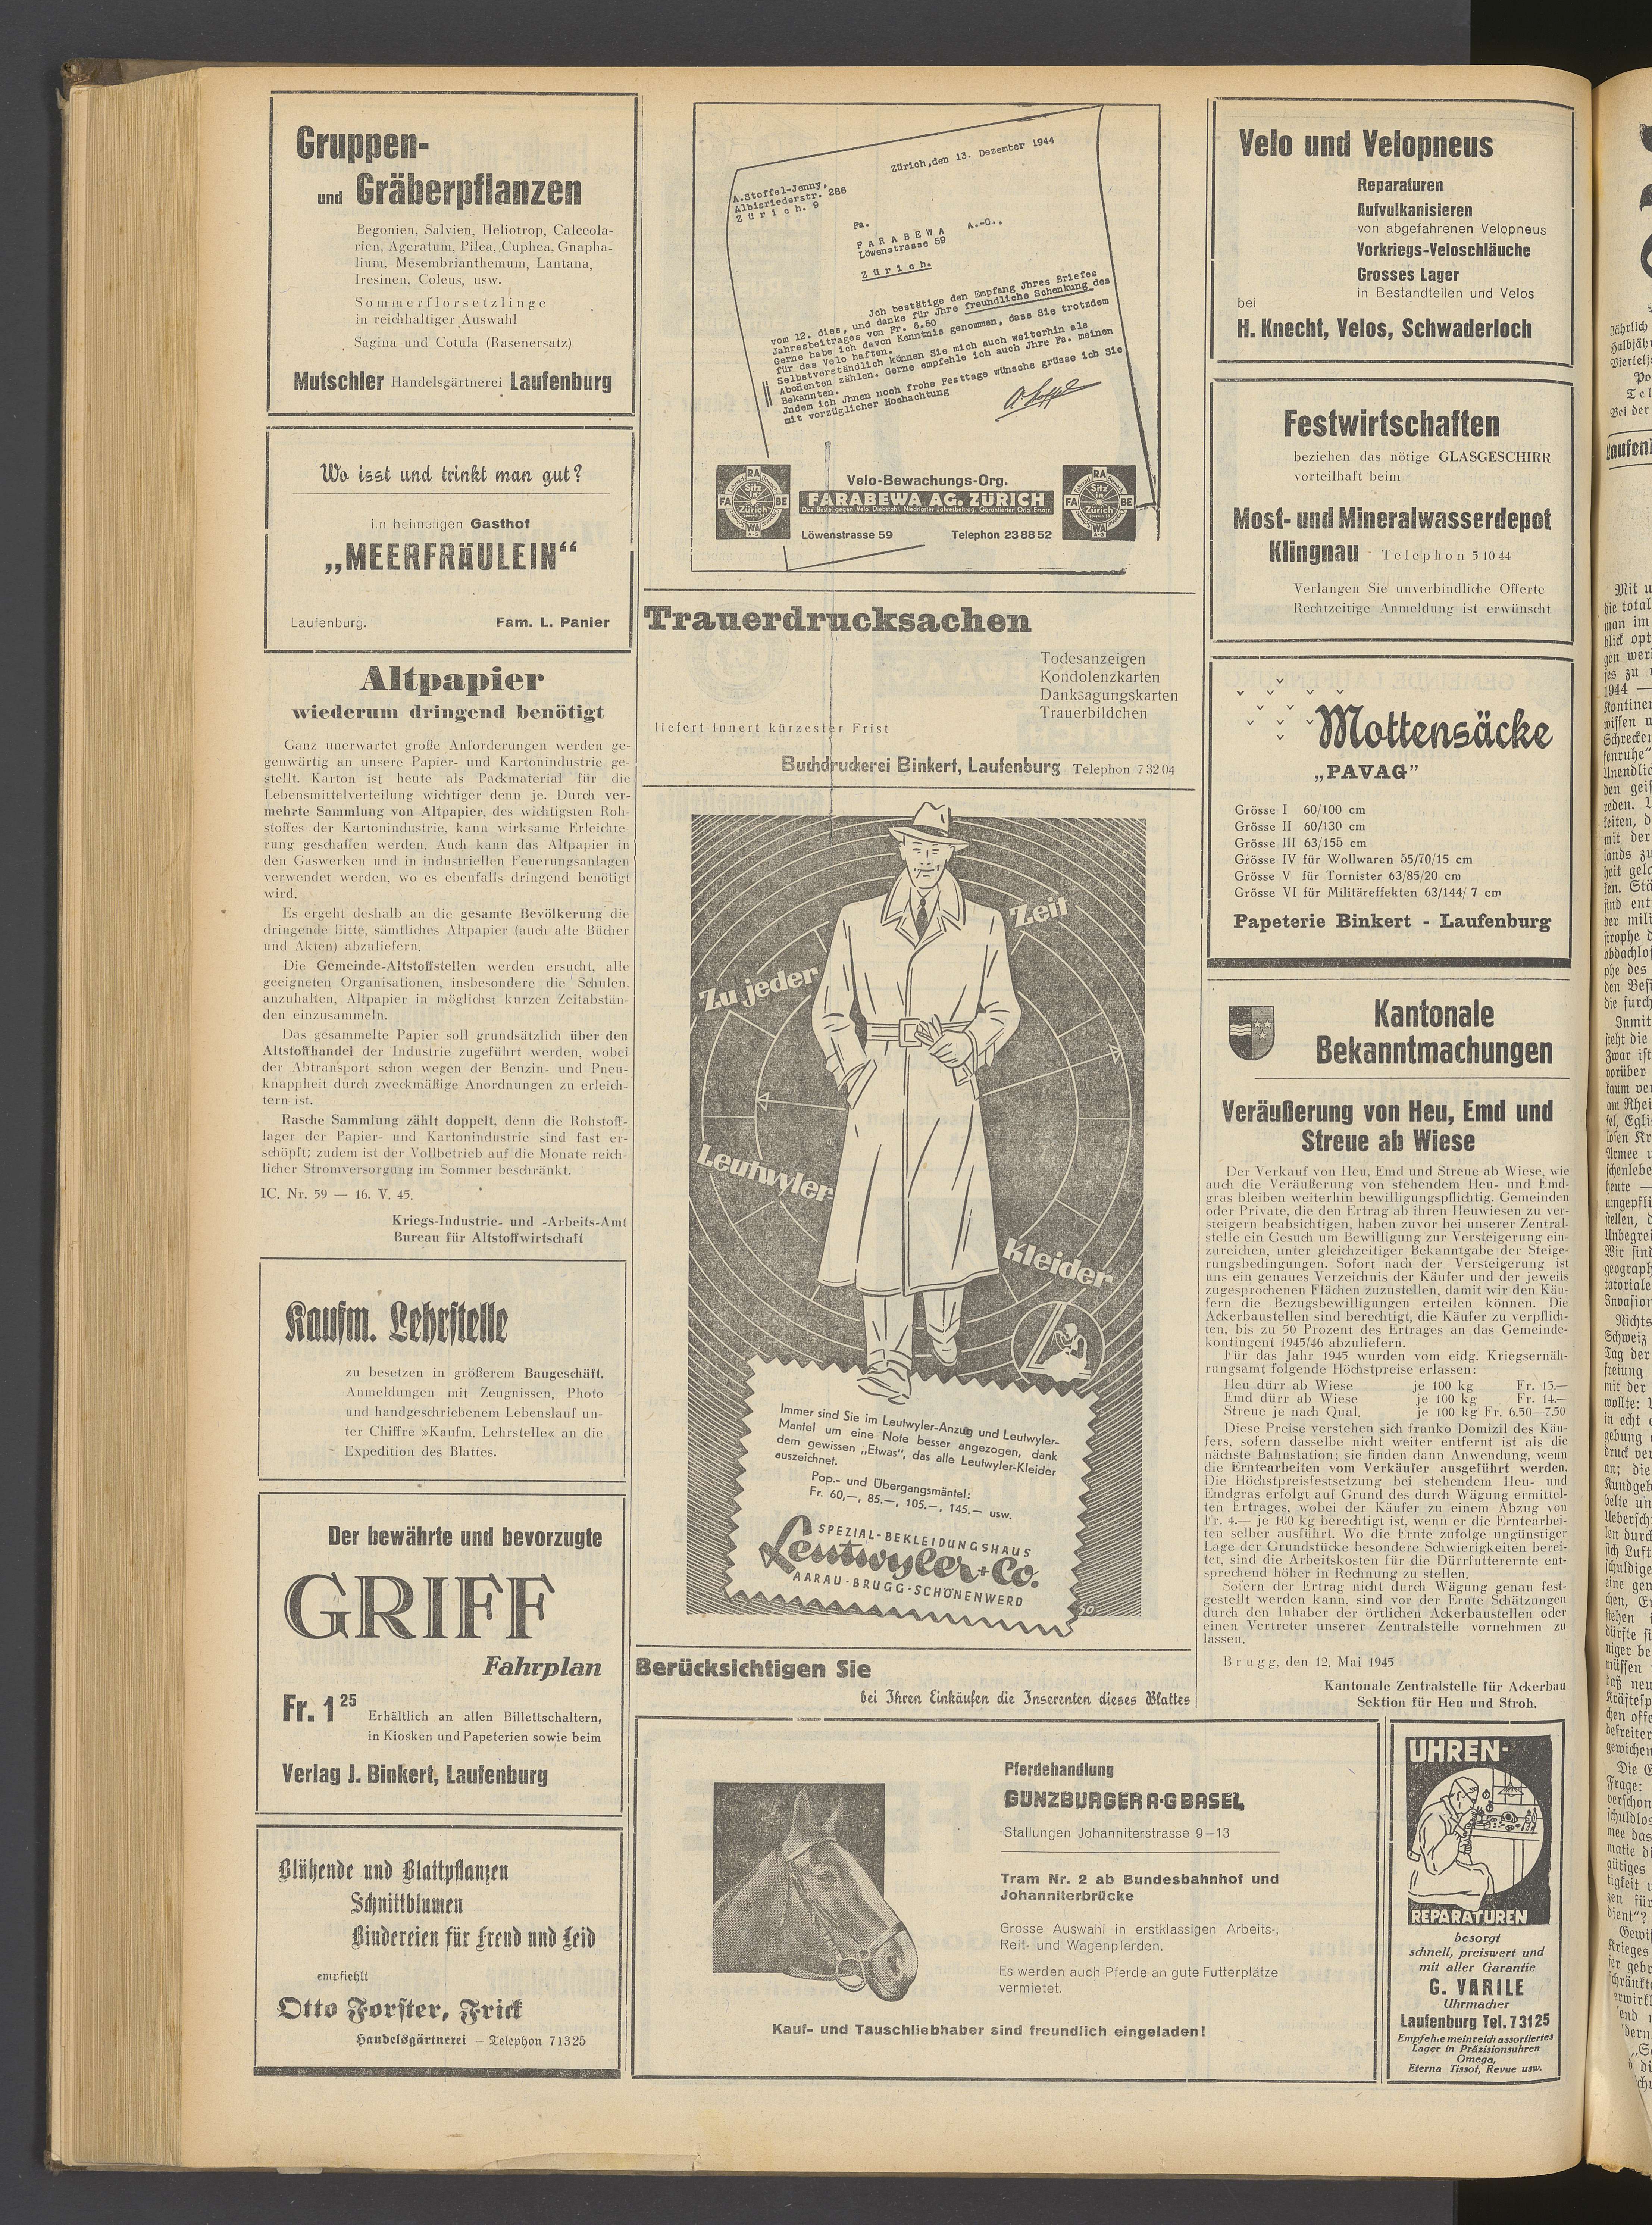 Gruppen-
und Gräberpflanzen
Begonien, Salvien, Heliotrop, Calceola-
rien, Ageratum, Pilea, Cuphea, Gnapha-
lium, Mesembrianthemum, Lantana,
Iresinen, Coleus, usw.
Sommerflorsetzlinge
in reichhaltiger Auswahl
Sagina und Cotula (Rasenersatz)
Mutschler Handelsgärtnerei Laufenburg
Wo isst und trinkt man gut?
im heimeligen Gasthof
„MEERFRÄULEIN“
Laufenburg. Fam. L. Panier
Altpapier
wiederum dringend benötigt
Ganz unerwartet große Anforderungen werden ge-
genwärtig an unsere Papier- und Kartonindustrie ge-
stellt. Karton ist heute als Packmaterial für die
Lebensmittelverteilung wichtiger denn je. Durch ver-
mehrte Sammlung von Altpapier, des wichtigsten Roh-
stoffes der Kartonindustrie, kann wirksame Erleichte-
rung geschaffen werden. Auch kann das Altpapier in
den Gaswerken und in industriellen Feuerungsanlagen
verwendet werden, wo es ebenfalls dringend benötigt
wird.
Es ergeht deshalb an die gesamte Bevölkerung die
dringende Bitte, sämtliches Altpapier (auch alte Bücher
und Akten) abzuliefern.
Die Gemeinde-Altstoffstellen werden ersucht, alle
geeigneten Organisationen, insbesondere die Schulen,
anzuhalten, Altpapier in möglichst kurzen Zeitabstän-
den einzusammeln.
Das gesammelte Papier soll grundsätzlich über den
Altstoffhandel der Industrie zugeführt werden, wobei
der Abtransport schon wegen der Benzin- und Pneu-
knappheit durch zweckmäßige Anordnungen zu erleich-
tern ist.
Rasche Sammlung zählt doppelt, denn die Rohstoff-
lager der Papier- und Kartonindustrie sind fast er-
schöpft; zudem ist der Vollbetrieb auf die Monate reich-
licher Stromversorgung im Sommer beschränkt.
IC. Nr. 59 — 16. V. 45.
Kriegs-Industrie- und -Arbeits-Amt
Bureau für Altstoffwirtschaft
Kaufm. Lehrstelle
zu besetzen in größerem Baugeschäft.
Anmeldungen mit Zeugnissen, Photo
und handgeschriebenem Lebenslauf un-
ter Chiffre »Kaufm. Lehrstelle« an die
Expedition des Blattes.
Der bewährte und bevorzugte
GRIFF
Fahrplan
Fr. 1 25 Erhältlich an allen Billettschaltern,
in Kiosken und Papeterien sowie beim
Verlag J. Binkert, Laufenburg
Blühende und Blattpflanzen
Schnittblumen
Bindereien für Freud und Leid
empfiehlt
Otto Forster, Frick
Handelsgärtnerei — Telephon 71325
Zürich,den 13. Dezember 1944
A.Stoffel-Jenny,
Albisriederstr. 286
Zürich. 9
Fa.
FARABEWA A.-G.,
Löwenstrasse 59
Zürich.
Jch bestätige den Empfang Jhres Briefes
vom 12. dies, und danke für Jhre freundliche Schenkung des
Jahresbeitrages von Fr. 6.50
Gerne habe ich davon Kenntnis genommen, dass Sie trotzdem
für das Velo haften.
Selbstverständlich können Sie mich auch weiterhin als
Abonenten zählen. Gerne empfehle ich auch Jhre Fa. meinen
Bekannten.
Jndem ich Jhnen noch frohe Festtage wünsche grüsse ich Sie
mit vorzüglicher Hochachtung
FA RA BE WA A-G
Sitz in Zürich
Velo-Bewachungs-Org.
FARABEWA AG. ZÜRICH
Das Beste gegen Velo Diebstahl. Niedrigster Jahresbeitrag. Garantierter Orig. Ersatz
Löwenstrasse 59 Telephon 23 88 52
FA RA BE WA A-G
Sitz in Zürich
Trauerdrucksachen
Todesanzeigen
Kondolenzkarten
Danksagungskarten
Trauerbildchen
liefert innert kürzester Frist
Buchdruckerei Binkert, Laufenburg Telephon 7 32 04
Zu jeder
Zeit
Leutwyler
Kleider
Immer sind Sie im Leutwyler-Anzug und Leutwyler-
Mantel um eine Note besser angezogen, dank
dem gewissen „Etwas“, das alle Leutwyler-Kleider
auszeichnet.
Pop.- und Übergangsmäntel:
Fr. 60,—, 85.—, 105.—, 145.— usw.
SPEZIAL-BEKLEIDUNGSHAUS
Leutwyler+Co.
AARAU-BRUGG-SCHÖNENWERD
50
Berücksichtigen Sie
bei Ihren Einkäufen die Inserenten dieses Blattes
Pferdehandlung
GUNZBURGER A·G BASEL
Stallungen Johanniterstrasse 9–13
Tram Nr. 2 ab Bundesbahnhof und
Johanniterbrücke
Grosse Auswahl in erstklassigen Arbeits-,
Reit- und Wagenpferden.
Es werden auch Pferde an gute Futterplätze
vermietet.
Kauf- und Tauschliebhaber sind freundlich eingeladen!
Velo und Velopneus
Reparaturen
Aufvulkanisieren
von abgefahrenen Velopneus
Vorkriegs-Veloschläuche
Grosses Lager
in Bestandteilen und Velos
bei
H. Knecht, Velos, Schwaderloch
Festwirtschaften
beziehen das nötige GLASGESCHIRR
vorteilhaft beim
Most- und Mineralwasserdepot
Klingnau - Telephon 5 10 44
Verlangen Sie unverbindliche Offerte
Rechtzeitige Anmeldung ist erwünscht
Mottensäcke
„PAVAG”
Grösse I 60/100 cm
Grösse II 60/130 cm
Grösse III 63/155 cm
Grösse IV für Wollwaren 55/70/15 cm
Grösse V für Tornister 63/85/20 cm
Grösse VI für Militäreffekten 63/144/ 7 cm
Papeterie Binkert - Laufenburg
Kantonale
Bekanntmachungen
Veräußerung von Heu, Emd und
Streue ab Wiese
Der Verkauf von Heu, Emd und Streue ab Wiese, wie
auch die Veräußerung von stehendem Heu- und Emd-
gras bleiben weiterhin bewilligungspflichtig. Gemeinden
oder Private, die den Ertrag ab ihren Heuwiesen zu ver-
steigern beabsichtigen, haben zuvor bei unserer Zentral-
stelle ein Gesuch um Bewilligung zur Versteigerung ein-
zureichen, unter gleichzeitiger Bekanntgabe der Steige-
rungsbedingungen. Sofort nach der Versteigerung ist
uns ein genaues Verzeichnis der Käufer und der jeweils
zugesprochenen Flächen zuzustellen, damit wir den Käu-
fern die Bezugsbewilligungen erteilen können. Die
Ackerbaustellen sind berechtigt, die Käufer zu verpflich-
ten, bis zu 50 Prozent des Ertrages an das Gemeinde-
kontingent 1945/46 abzuliefern.
Für das Jahr 1945 wurden vom eidg. Kriegsernäh-
rungsamt folgende Höchstpreise erlassen:
Heu dürr ab Wiese je 100 kg Fr. 15.—
Emd dürr ab Wiese je 100 kg Fr. 14.—
Streue je nach Qual. je 100 kg Fr. 6.50—7.50
Diese Preise verstehen sich franko Domizil des Käu-
fers, sofern dasselbe nicht weiter entfernt ist als die
nächste Bahnstation; sie finden dann Anwendung, wenn
die Erntearbeiten vom Verkäufer ausgeführt werden.
Die Höchstpreisfestsetzung bei stehendem Heu- und
Emdgras erfolgt auf Grund des durch Wägung ermittel-
ten Ertrages, wobei der Käufer zu einem Abzug von
Fr. 4.— je 100 kg berechtigt ist, wenn er die Erntearbei-
ten selber ausführt. Wo die Ernte zufolge ungünstiger
Lage der Grundstücke besondere Schwierigkeiten berei-
tet, sind die Arbeitskosten für die Dürrfutterernte ent-
sprechend höher in Rechnung zu stellen.
Sofern der Ertrag nicht durch Wägung genau fest-
gestellt werden kann, sind vor der Ernte Schätzungen
durch den Inhaber der örtlichen Ackerbaustellen oder
einen Vertreter unserer Zentralstelle vornehmen zu
lassen.
Brugg, den 12. Mai 1945
Kantonale Zentralstelle für Ackerbau
Sektion für Heu und Stroh.
UHREN-
REPARATUREN
besorgt
schnell, preiswert und
mit aller Garantie
G. VARILE
Uhrmacher
Laufenburg Tel. 7 31 25
Empfehle mein reich assortiertes
Lager in Präzisionsuhren
Omega,
Eterna Tissot, Revue usw.